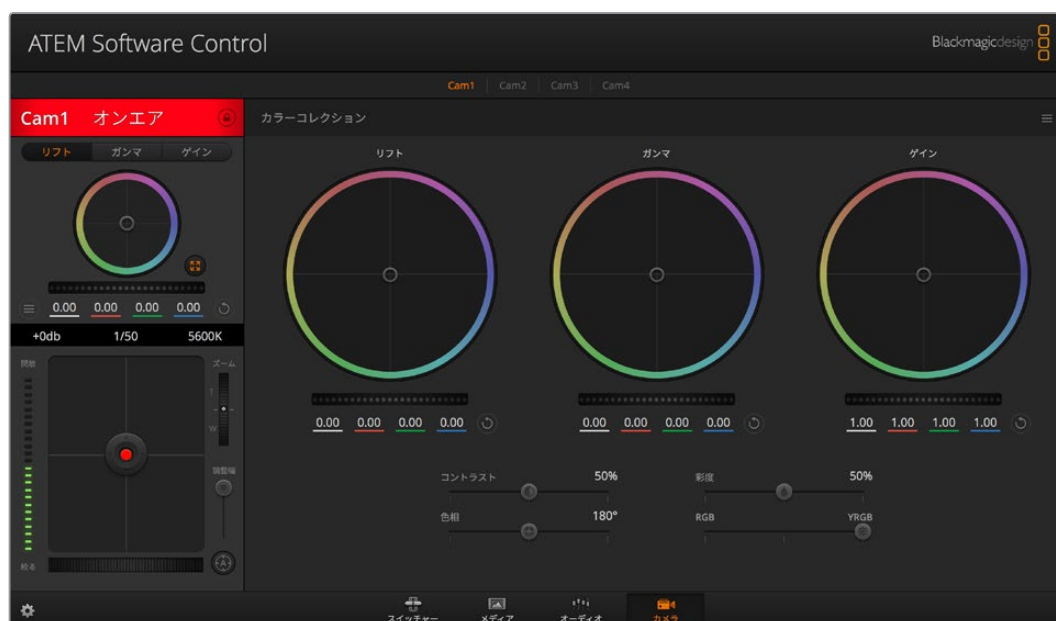 ATEM Software Control
Blackmagicdesign
Cam1 Cam2 Cam3 Cam4
Cam1 オンエア
カラーコレクション
リフト ガンマ ゲイン
リフト ガンマ ゲイン
0.00 0.00 0.00 0.00
+0db 1/50 5600K
開放 ズーム
T
W
調整幅
絞る
A
0.00 0.00 0.00 0.00
0.00 0.00 0.00 0.00
1.00 1.00 1.00 1.00
コントラスト 50%
彩度 50%
色相 180°
RGB YRGB
スイッチャー メディア オーディオ カメラ